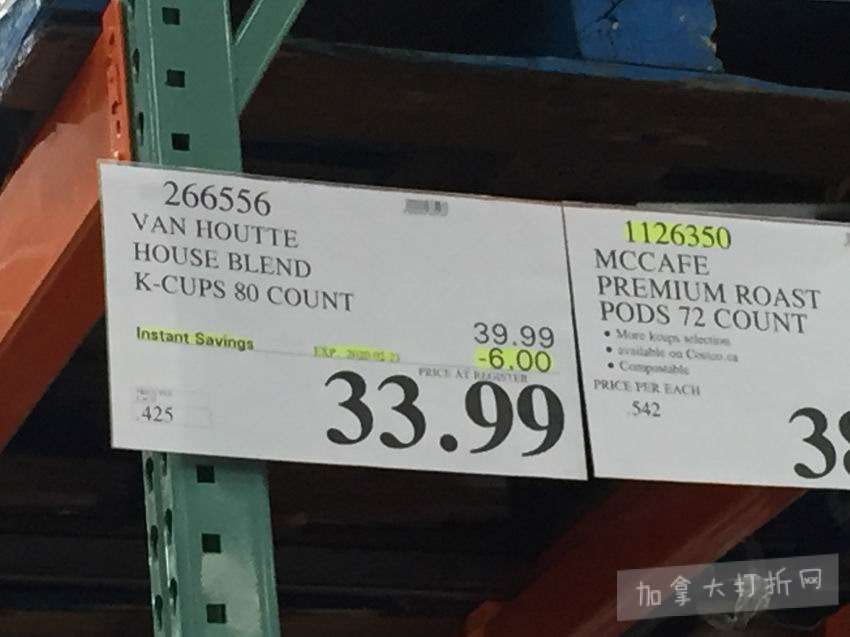 266556
VAN HOUTTE
HOUSE BLEND
K-CUPS 80 COUNT
39.99
Instant Savings
-6.00
PRICE AT REGISTER
33.99
.425
1126350
MCCAFE
PREMIUM ROAST
PODS 72 COUNT
• More kcups selection
• available on Costco.ca
• Compostable
PRICE PER EACH
.542
加拿大打折网